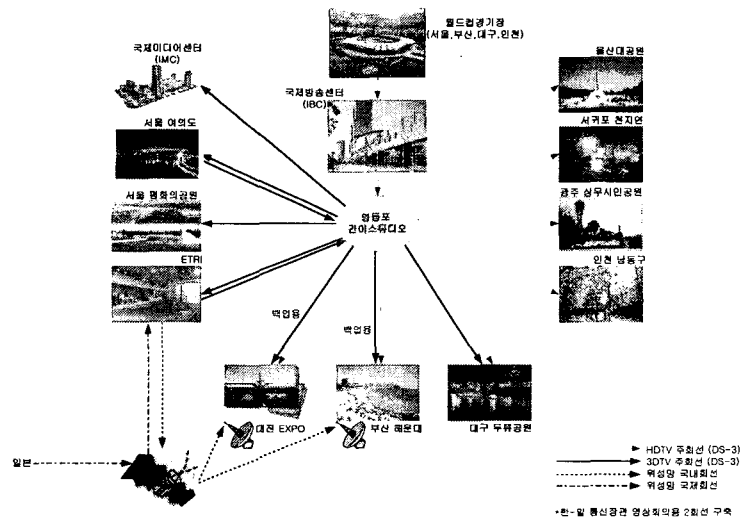 월드컵경기장
(서울,부산,대구,인천)
국제미디어센터
(IMC)
국제방송센터
(IBC)
울산대공원
서울 여의도
서귀포 천지연
서울 평화의공원
영등포
라이스튜디오
광주 상무시민공원
ETRI
인천 남동구
백업용
백업용
대전 EXPO
부산 해운대
대구 두류공원
일본
HDTV 주회선 (DS-3)
3DTV 주회선 (DS-3)
위성망 국내회선
위성망 국제회선
*한-일 통신장관 영상회의용 2회선 구축